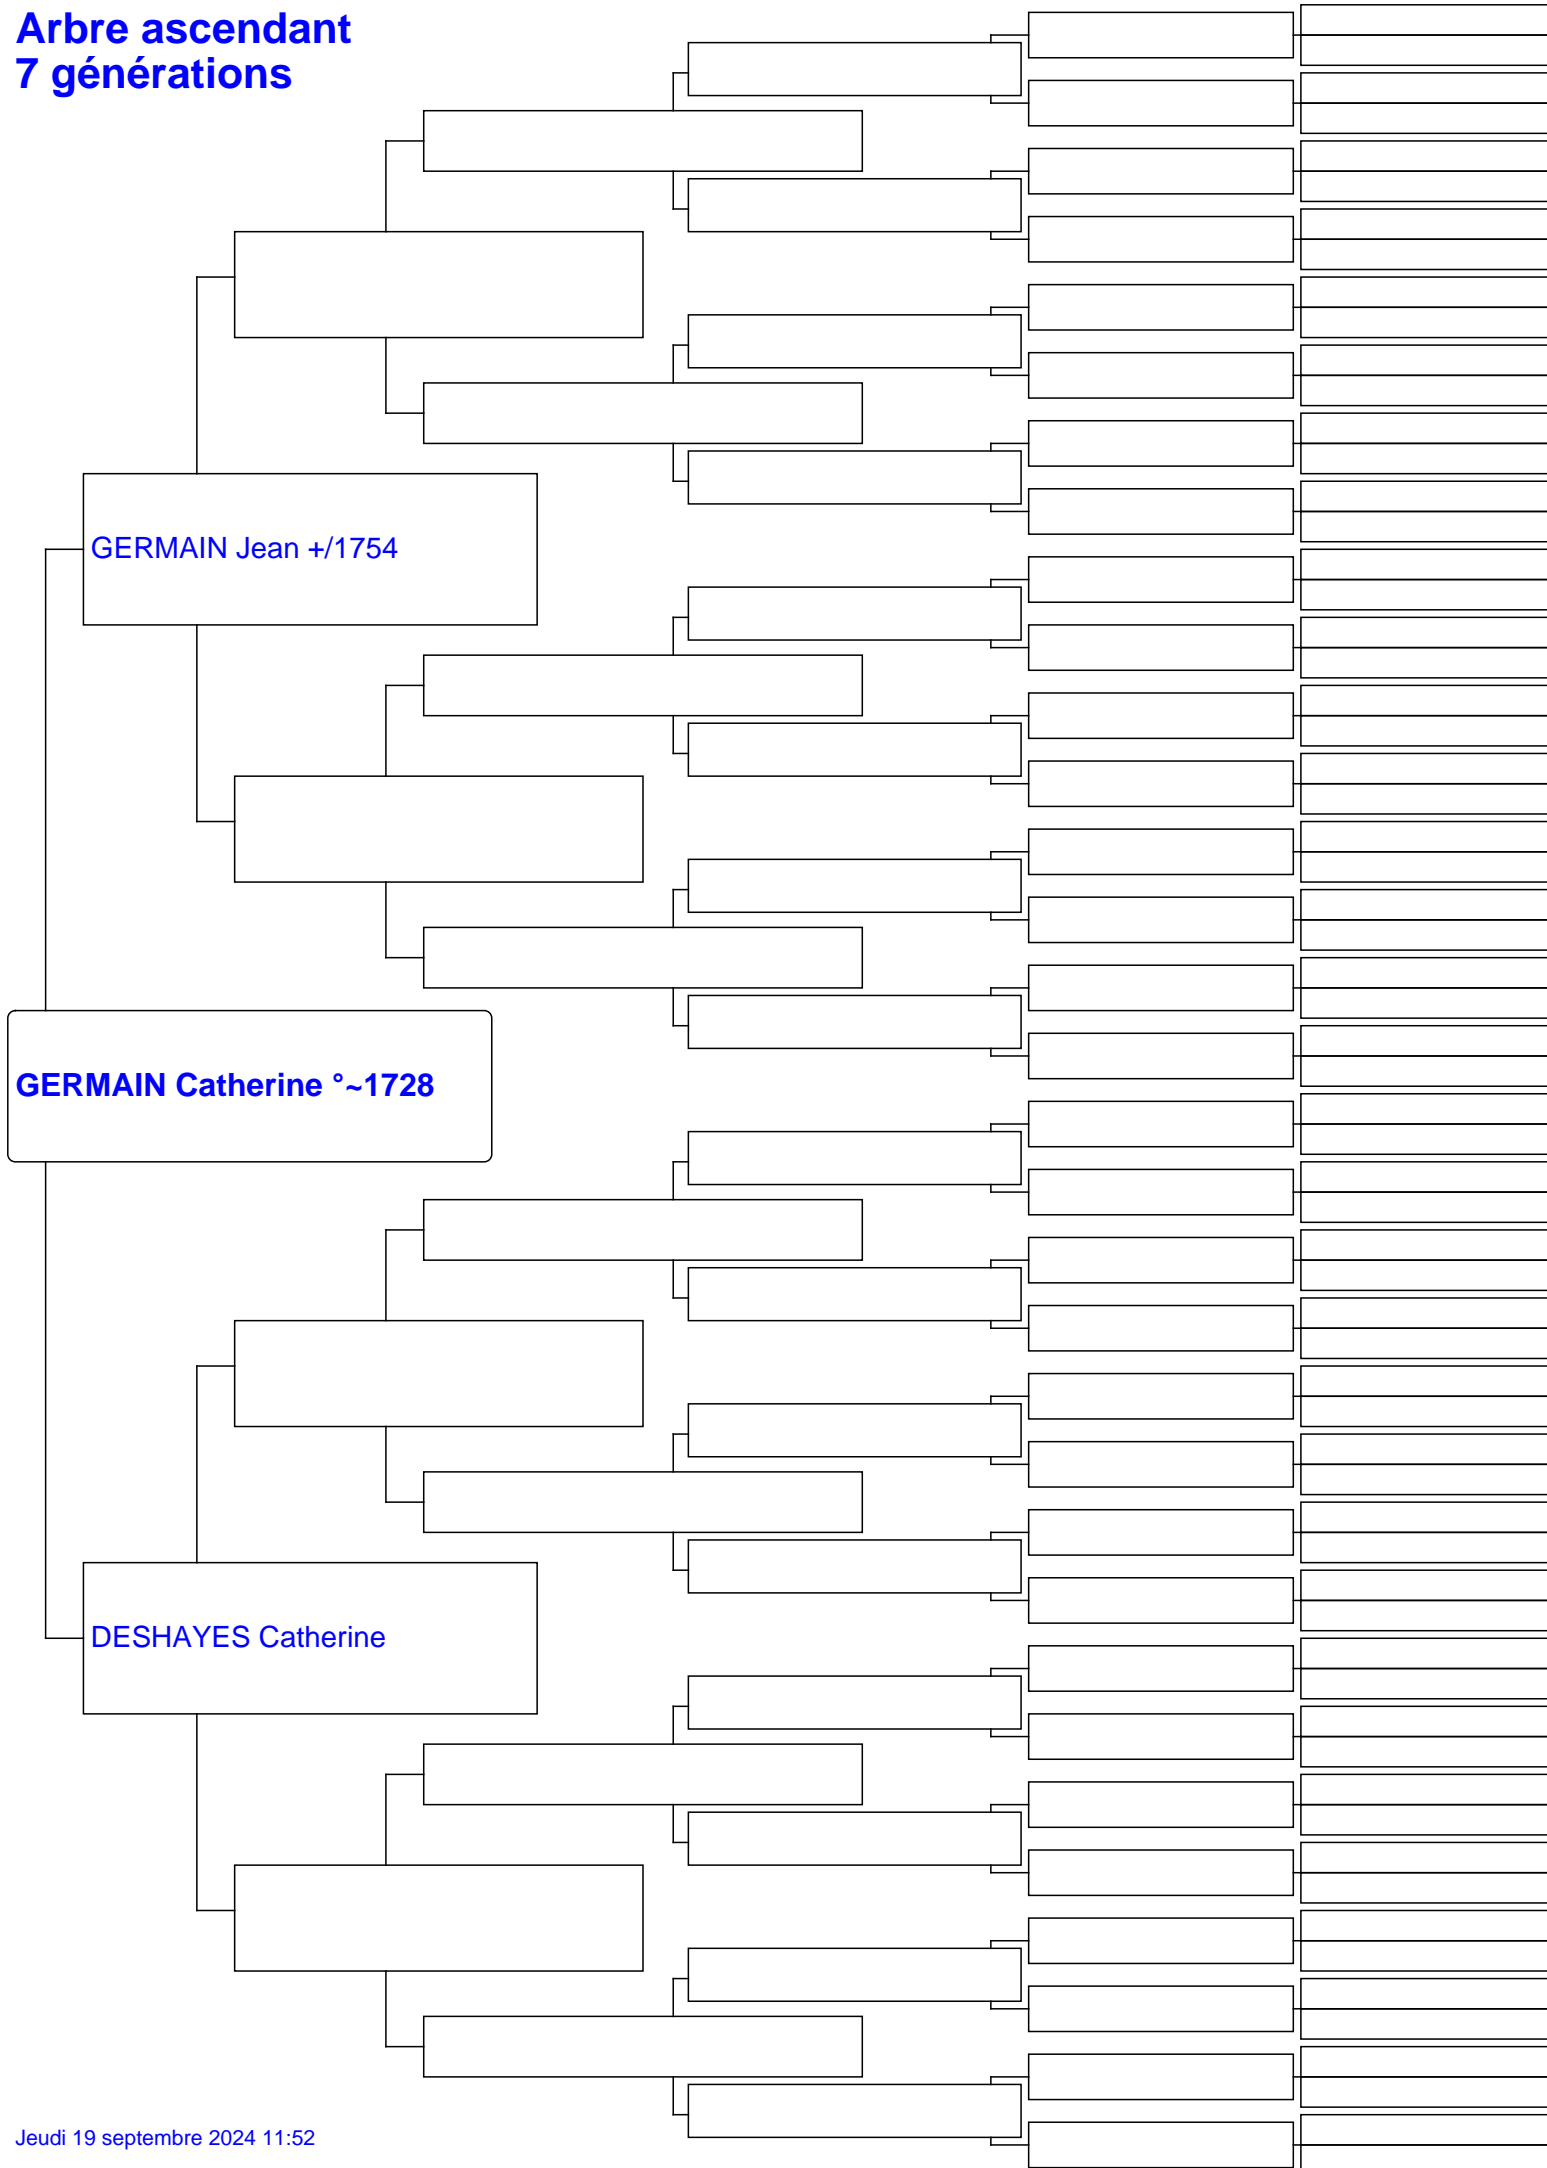 Arbre ascendant
7 générations
GERMAIN Jean +/1754
GERMAIN Catherine °~1728
DESHAYES Catherine
Jeudi 19 septembre 2024 11:52